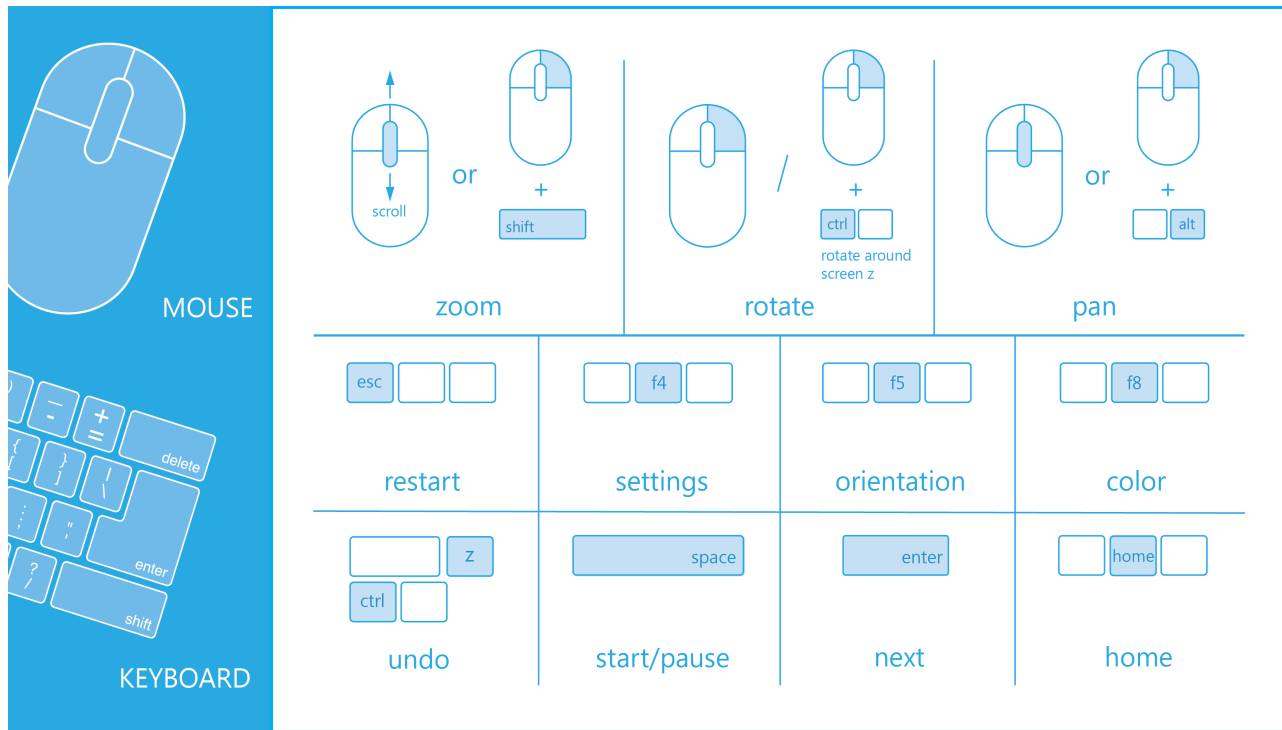 MOUSE
scroll
or
+
shift
zoom
/
+
ctrl
rotate around
screen z
rotate
or
+
alt
pan
)
—
-
+
=
delete
{
[
}
]
|
\
enter
:
;
"
'
?
/
shift
KEYBOARD
esc
restart
f4
settings
f5
orientation
f8
color
z
ctrl
undo
space
start/pause
enter
next
home
home